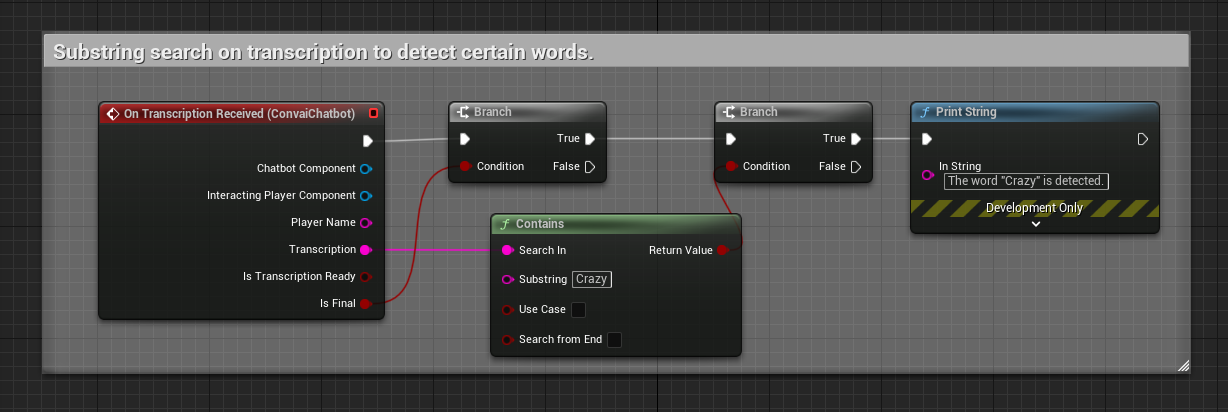 Substring search on transcription to detect certain words.
On Transcription Received (ConvaiChatbot)
Chatbot Component
Interacting Player Component
Player Name
Transcription
Is Transcription Ready
Is Final
Branch
True
Condition
False
Contains
Search In
Return Value
Substring
Crazy
Use Case
Search from End
Branch
True
Condition
False
Print String
In String
The word "Crazy" is detected.
Development Only